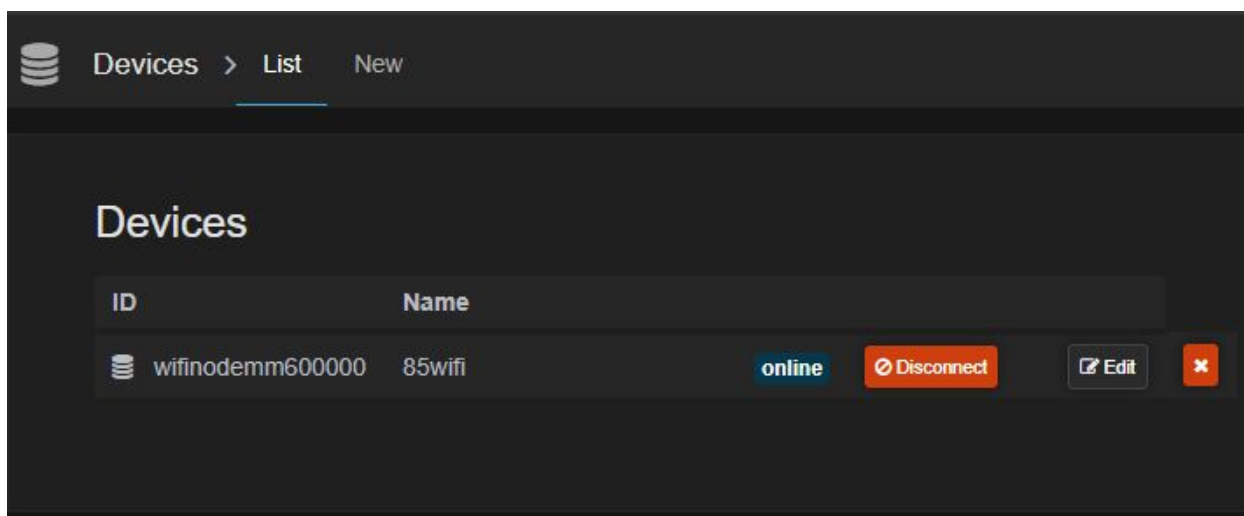 Devices > List New
Devices
ID Name
wifinodemm600000 85wifi online Disconnect Edit